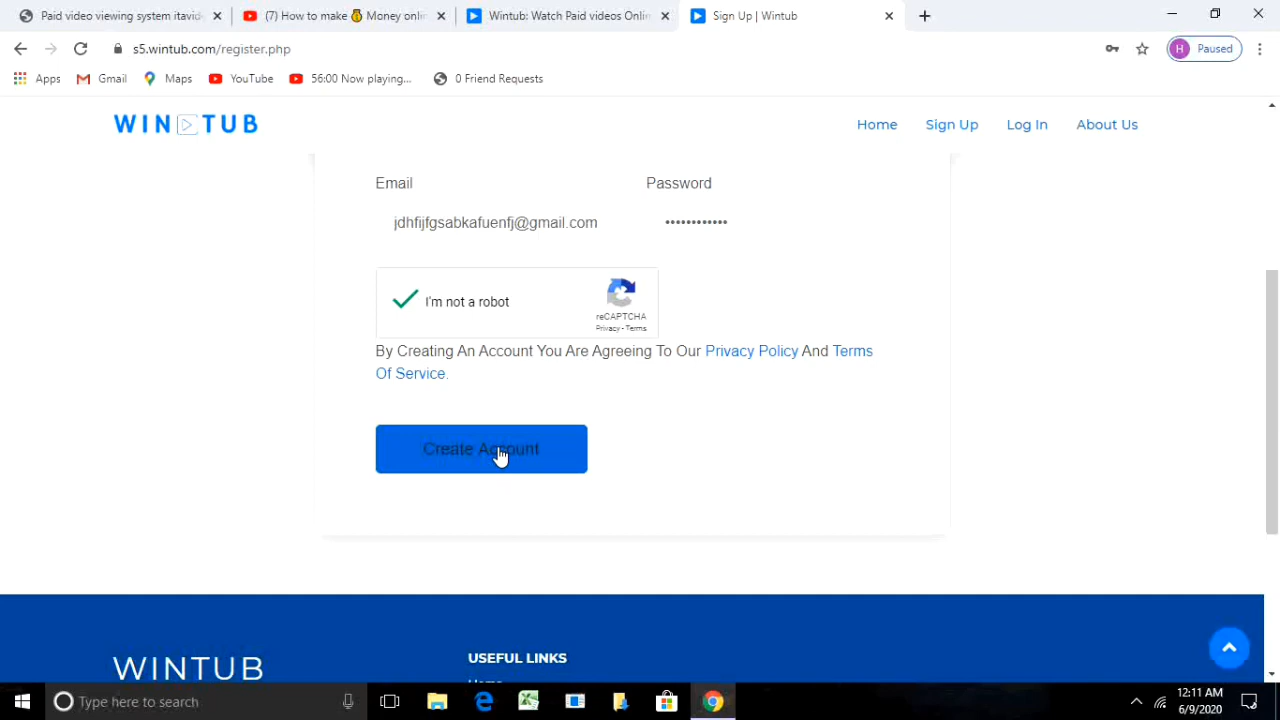 Paid video viewing system itavid
(7) How to make Money onlin
Wintub: Watch Paid videos Onlin
Sign Up | Wintub
s5.wintub.com/register.php
H Paused
Apps
Gmail
Maps
YouTube
56:00 Now playing...
0 Friend Requests
WIN TUB
Home
Sign Up
Log In
About Us
Email
Password
jdhfijfgsabkafuenfj@gmail.com
••••••••••••
I'm not a robot
reCAPTCHA
Privacy - Terms
By Creating An Account You Are Agreeing To Our Privacy Policy And Terms
Of Service.
Create Account
WINTUB
USEFUL LINKS
Home
Type here to search
12:11 AM
6/9/2020